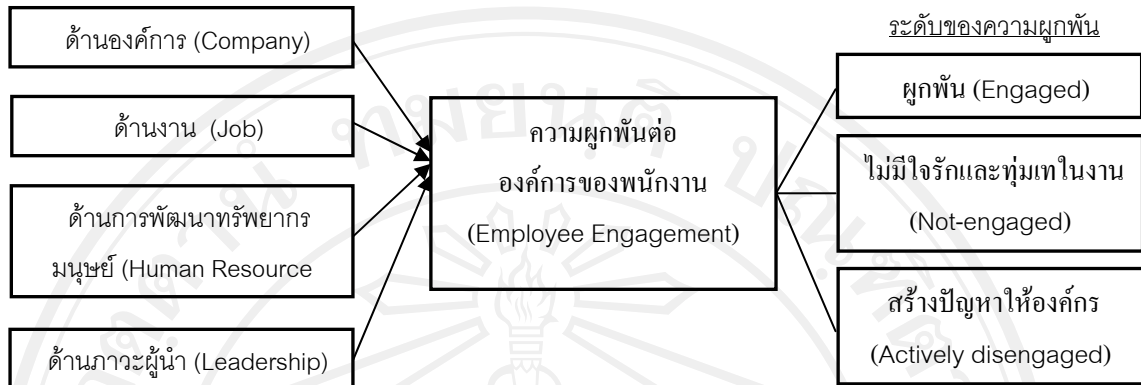 ด้านองค์การ (Company)
ด้านงาน (Job)
ด้านการพัฒนาทรัพยากร
มนุษย์ (Human Resource
ด้านภาวะผู้นำ (Leadership)
ความผูกพันต่อ
องค์การของพนักงาน
(Employee Engagement)
ระดับของความผูกพัน
ผูกพัน (Engaged)
ไม่มีใจรักและทุ่มเทในงาน
(Not-engaged)
สร้างปัญหาให้องค์กร
(Actively disengaged)